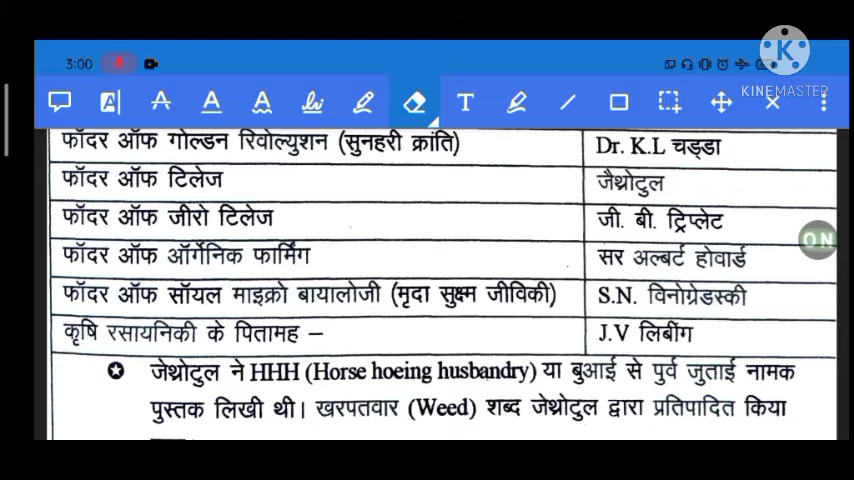 3:00
KINEMASTER
फॉदर ऑफ गोल्डन रिवोल्युशन (सुनहरी क्रांति) Dr. K.L चड्डा
फॉदर ऑफ टिलेज जैथ्रोटुल
फॉदर ऑफ जीरो टिलेज जी. बी. ट्रिप्लेट
ON
फॉदर ऑफ ऑर्गेनिक फार्मिंग सर अल्बर्ट होवार्ड
फॉदर ऑफ सॉयल माइक्रो बायालोजी (मृदा सुक्ष्म जीविकी) S.N. विनोग्रेडस्की
कृषि रसायनिकी के पितामह – J.V लिबींग
जेथ्रोटुल ने HHH (Horse hoeing husbandry) या बुआई से पुर्व जुताई नामक
पुस्तक लिखी थी। खरपतवार (Weed) शब्द जेथ्रोटुल द्वारा प्रतिपादित किया